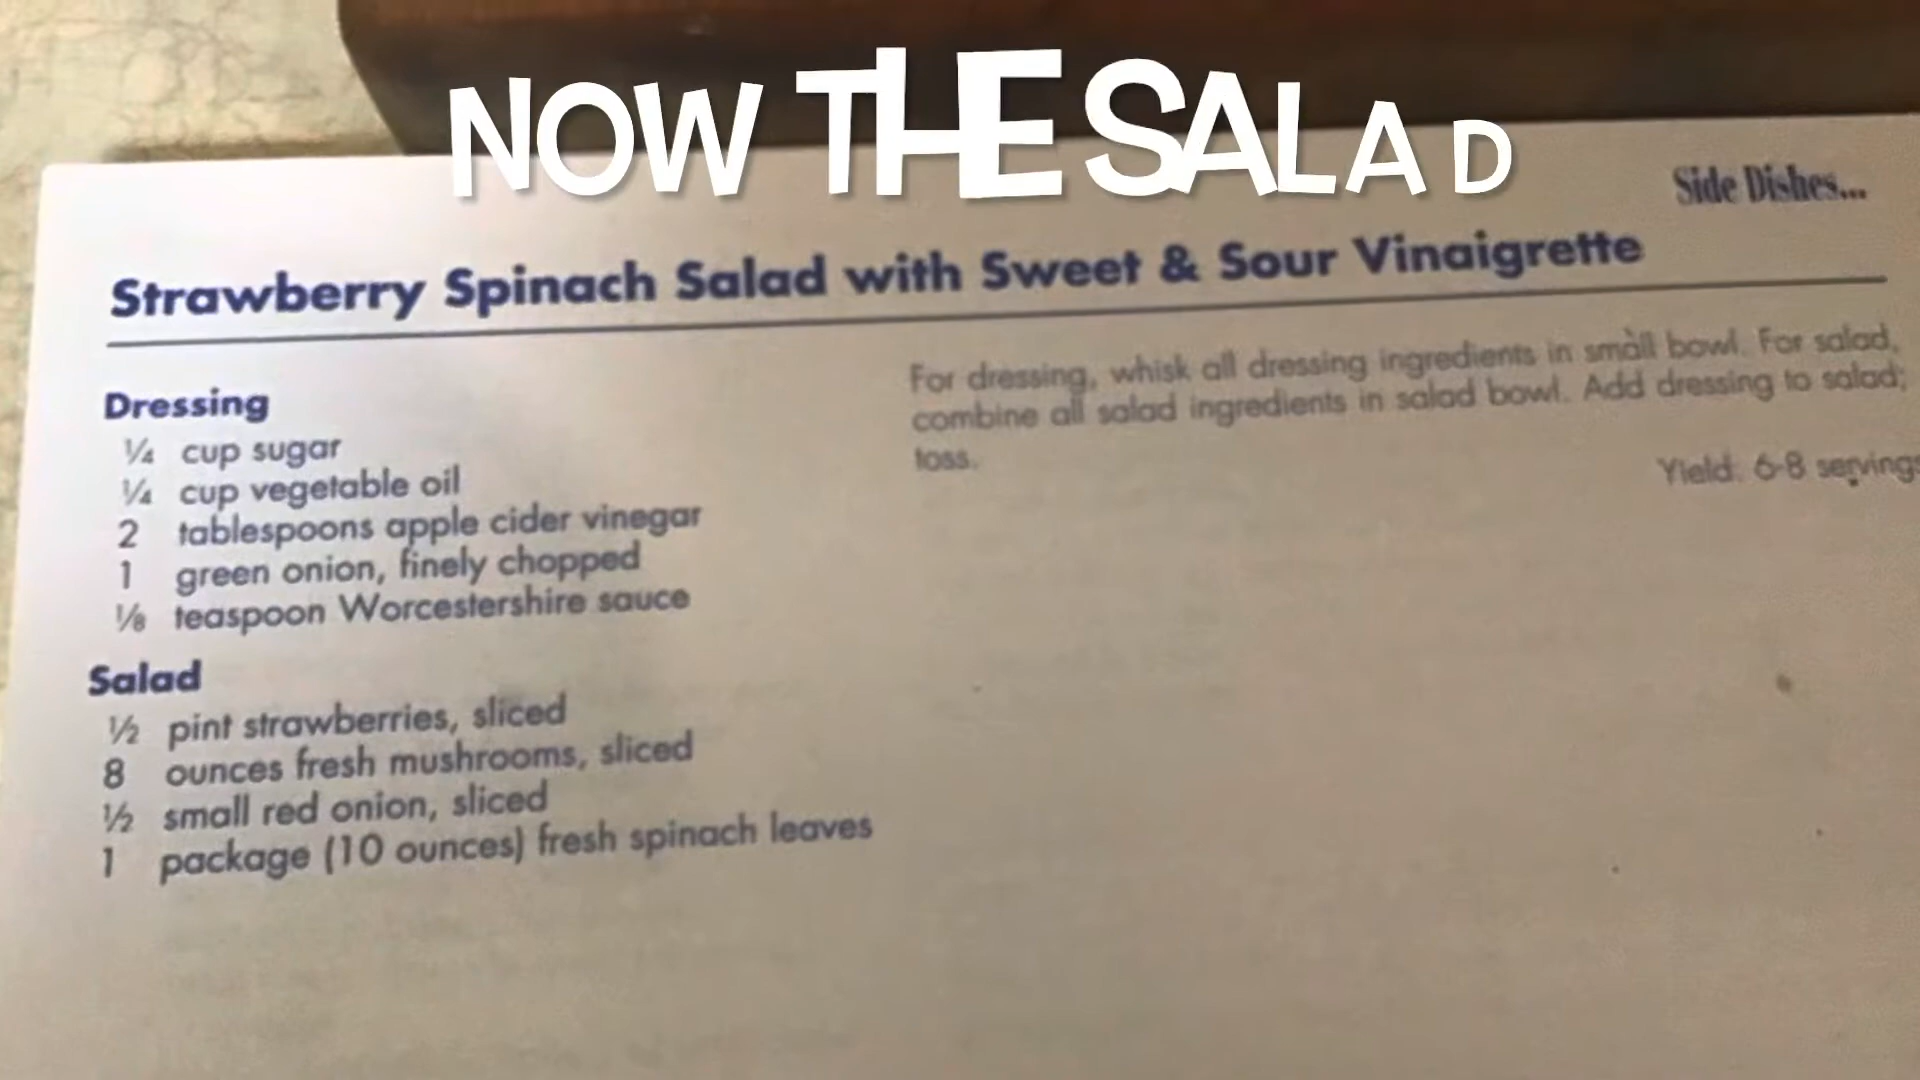 NOW THE SALAD
Side Dishes...
Strawberry Spinach Salad with Sweet & Sour Vinaigrette
Dressing
¼ cup sugar
¼ cup vegetable oil
2 tablespoons apple cider vinegar
1 green onion, finely chopped
⅛ teaspoon Worcestershire sauce
Salad
½ pint strawberries, sliced
8 ounces fresh mushrooms, sliced
½ small red onion, sliced
1 package (10 ounces) fresh spinach leaves
For dressing, whisk all dressing ingredients in small bowl. For salad,
combine all salad ingredients in salad bowl. Add dressing to salad;
toss.
Yield: 6-8 servings